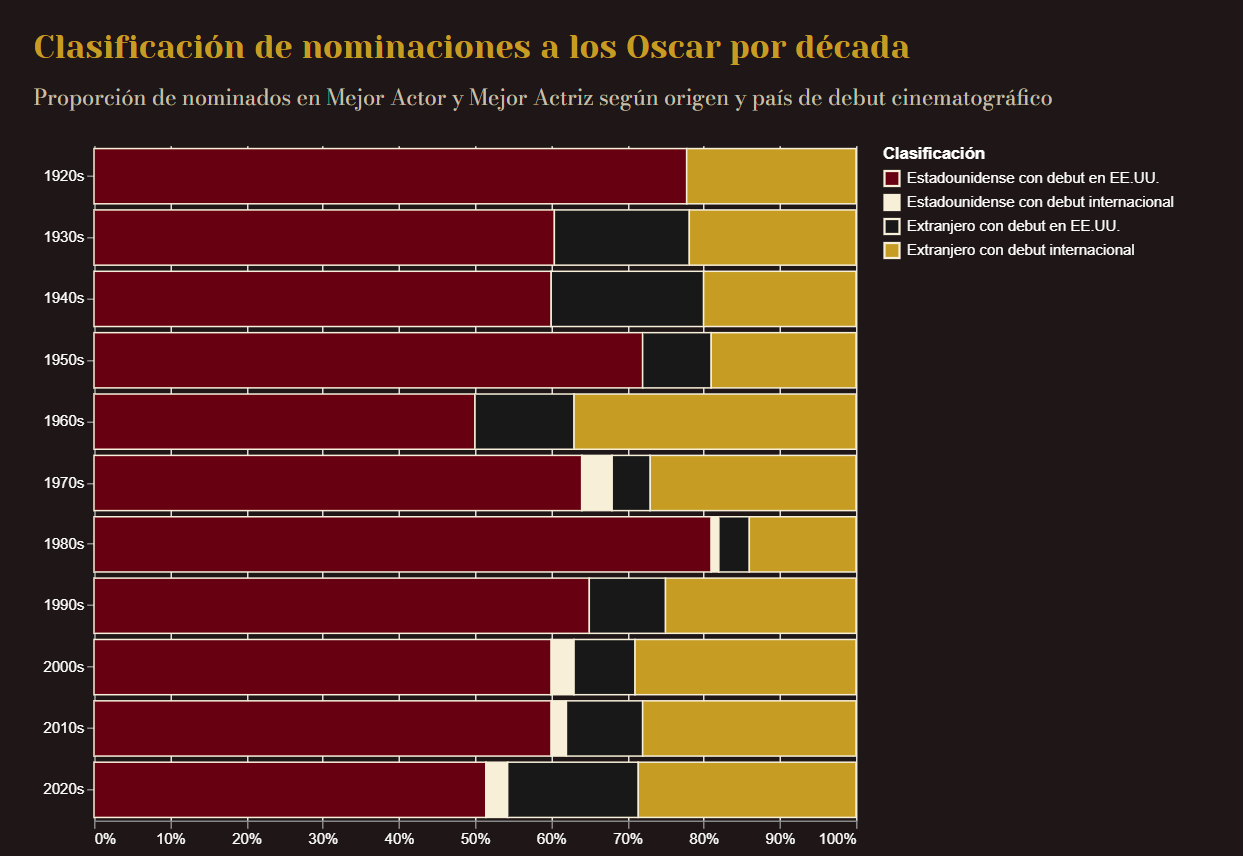 Clasificación de nominaciones a los Oscar por década
Proporción de nominados en Mejor Actor y Mejor Actriz según origen y país de debut cinematográfico
Clasificación
Estadounidense con debut en EE.UU.
Estadounidense con debut internacional
Extranjero con debut en EE.UU.
Extranjero con debut internacional
1920s
1930s
1940s
1950s
1960s
1970s
1980s
1990s
2000s
2010s
2020s
0% 10% 20% 30% 40% 50% 60% 70% 80% 90% 100%